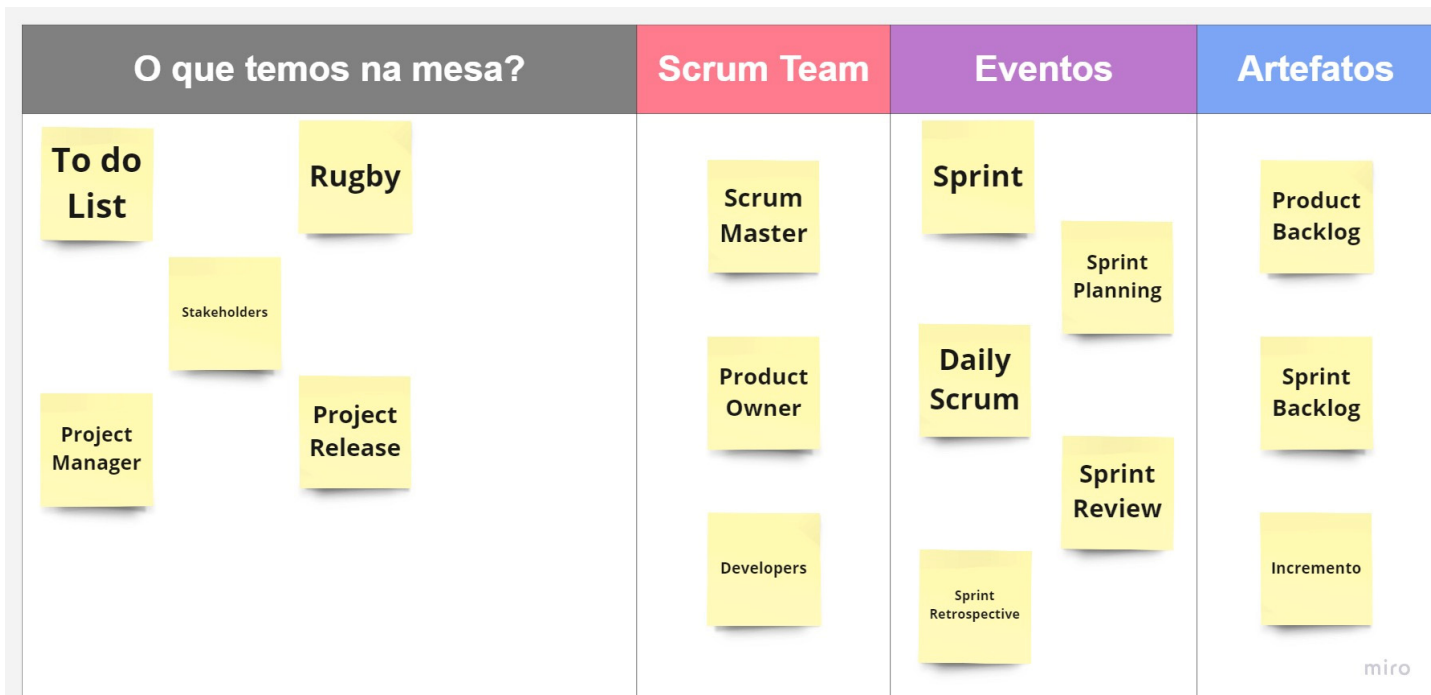 O que temos na mesa?
Scrum Team
Eventos
Artefatos
To do
List
Rugby
Stakeholders
Project
Manager
Project
Release
Scrum
Master
Product
Owner
Developers
Sprint
Sprint
Planning
Daily
Scrum
Sprint
Review
Sprint
Retrospective
Product
Backlog
Sprint
Backlog
Incremento
miro